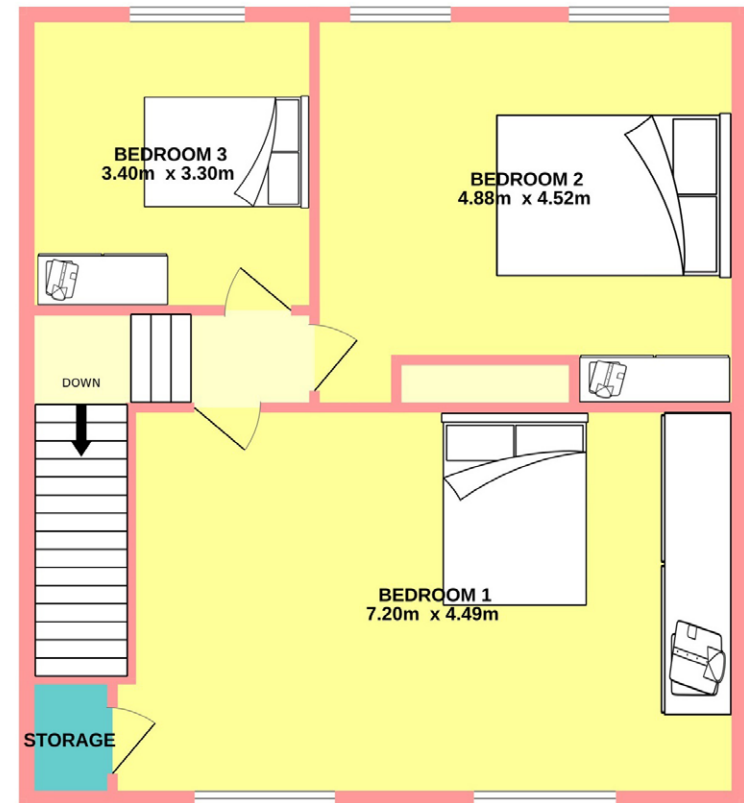 BEDROOM 3
3.40m x 3.30m
BEDROOM 2
4.88m x 4.52m
DOWN
BEDROOM 1
7.20m x 4.49m
STORAGE